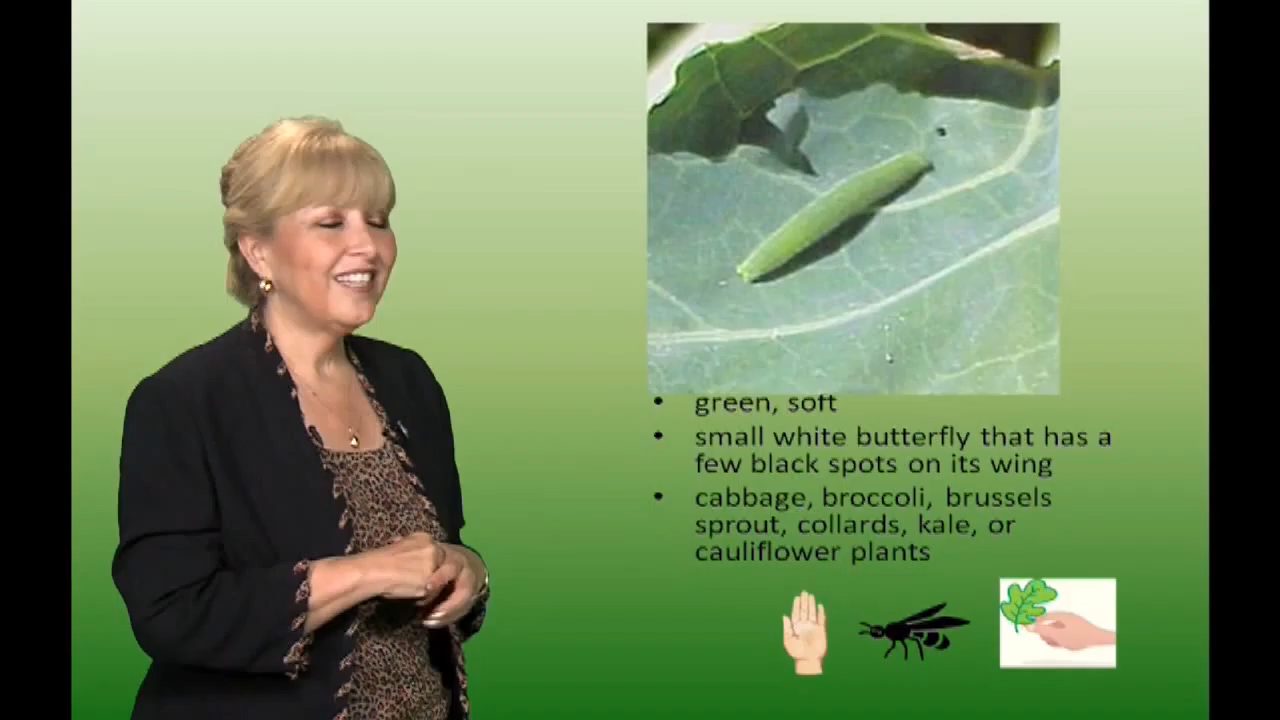 • green, soft
• small white butterfly that has a
few black spots on its wing
• cabbage, broccoli, brussels
sprout, collards, kale, or
cauliflower plants